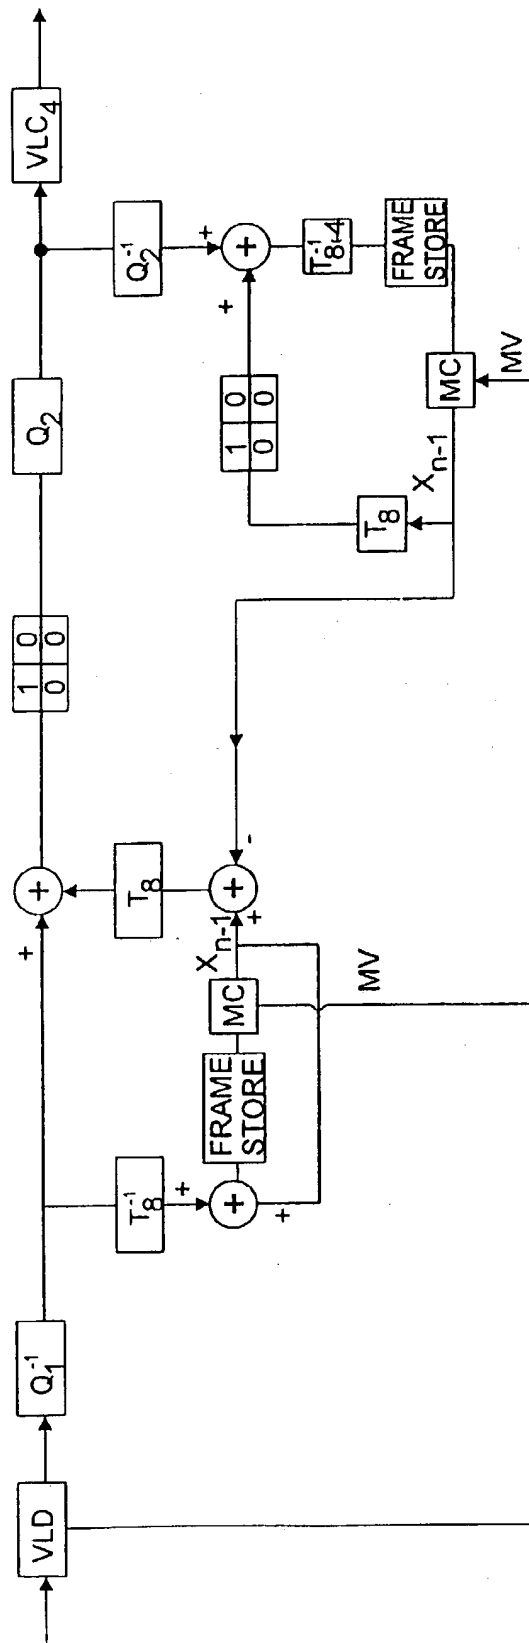 VLD
Q₁⁻¹
+
1 0
0 0
Q₂
VLC₄
T₈⁻¹
T₈
Q₂⁻¹
+
+
+
FRAME
STORE
MC
Xₙ₋₁
+
-
+
+
MV
+
1 0
0 0
+
+
T₈₋₄⁻¹
FRAME
STORE
T₈
Xₙ₋₁
MC
MV